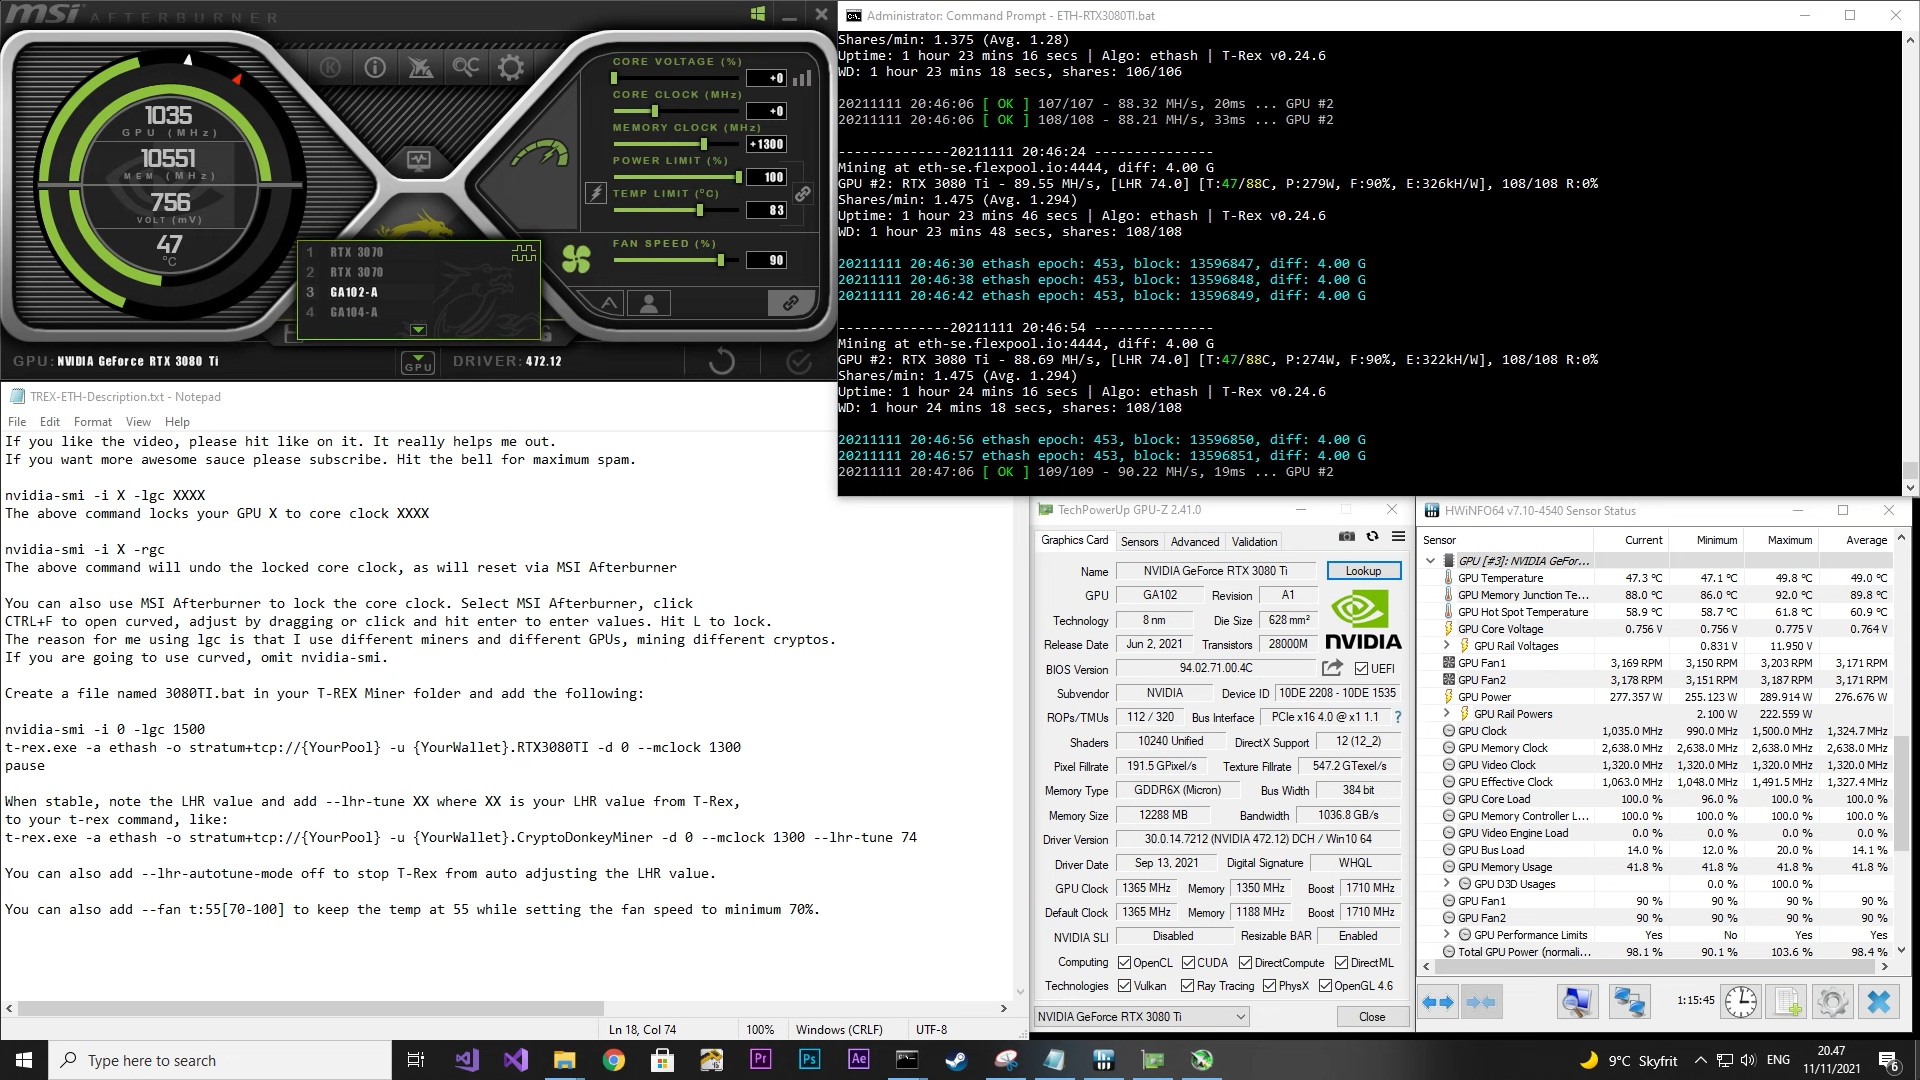 msi AFTERBURNER
1035
GPU (MHz)
10551
MEM (MHz)
756
VOLT (mV)
47
°C
CORE VOLTAGE (%)
+0
CORE CLOCK (MHz)
+0
MEMORY CLOCK (MHz)
+1300
POWER LIMIT (%)
100
TEMP LIMIT (°C)
83
FAN SPEED (%)
90
1 RTX 3070
2 RTX 3070
3 GA102-A
4 GA104-A
GPU: NVIDIA GeForce RTX 3080 Ti
GPU
DRIVER: 472.12
Administrator: Command Prompt - ETH-RTX3080TI.bat
Shares/min: 1.375 (Avg. 1.28)
Uptime: 1 hour 23 mins 16 secs | Algo: ethash | T-Rex v0.24.6
WD: 1 hour 23 mins 18 secs, shares: 106/106
20211111 20:46:06 [ OK ] 107/107 - 88.32 MH/s, 20ms ... GPU #2
20211111 20:46:06 [ OK ] 108/108 - 88.21 MH/s, 33ms ... GPU #2
--------------20211111 20:46:24 ---------------
Mining at eth-se.flexpool.io:4444, diff: 4.00 G
GPU #2: RTX 3080 Ti - 89.55 MH/s, [LHR 74.0] [T:47/88C, P:279W, F:90%, E:326kH/W], 108/108 R:0%
Shares/min: 1.475 (Avg. 1.294)
Uptime: 1 hour 23 mins 46 secs | Algo: ethash | T-Rex v0.24.6
WD: 1 hour 23 mins 48 secs, shares: 108/108
20211111 20:46:30 ethash epoch: 453, block: 13596847, diff: 4.00 G
20211111 20:46:38 ethash epoch: 453, block: 13596848, diff: 4.00 G
20211111 20:46:42 ethash epoch: 453, block: 13596849, diff: 4.00 G
--------------20211111 20:46:54 ---------------
Mining at eth-se.flexpool.io:4444, diff: 4.00 G
GPU #2: RTX 3080 Ti - 88.69 MH/s, [LHR 74.0] [T:47/88C, P:274W, F:90%, E:322kH/W], 108/108 R:0%
Shares/min: 1.475 (Avg. 1.294)
Uptime: 1 hour 24 mins 16 secs | Algo: ethash | T-Rex v0.24.6
WD: 1 hour 24 mins 18 secs, shares: 108/108
20211111 20:46:56 ethash epoch: 453, block: 13596850, diff: 4.00 G
20211111 20:46:57 ethash epoch: 453, block: 13596851, diff: 4.00 G
20211111 20:47:06 [ OK ] 109/109 - 90.22 MH/s, 19ms ... GPU #2
TREX-ETH-Description.txt - Notepad
File Edit Format View Help
If you like the video, please hit like on it. It really helps me out.
If you want more awesome sauce please subscribe. Hit the bell for maximum spam.
nvidia-smi -i X -lgc XXXX
The above command locks your GPU X to core clock XXXX
nvidia-smi -i X -rgc
The above command will undo the locked core clock, as will reset via MSI Afterburner
You can also use MSI Afterburner to lock the core clock. Select MSI Afterburner, click
CTRL+F to open curved, adjust by dragging or click and hit enter to enter values. Hit L to lock.
The reason for me using lgc is that I use different miners and different GPUs, mining different cryptos.
If you are going to use curved, omit nvidia-smi.
Create a file named 3080TI.bat in your T-REX Miner folder and add the following:
nvidia-smi -i 0 -lgc 1500
t-rex.exe -a ethash -o stratum+tcp://{YourPool} -u {YourWallet}.RTX3080TI -d 0 --mclock 1300
pause
When stable, note the LHR value and add --lhr-tune XX where XX is your LHR value from T-Rex,
to your t-rex command, like:
t-rex.exe -a ethash -o stratum+tcp://{YourPool} -u {YourWallet}.CryptoDonkeyMiner -d 0 --mclock 1300 --lhr-tune 74
You can also add --lhr-autotune-mode off to stop T-Rex from auto adjusting the LHR value.
You can also add --fan t:55[70-100] to keep the temp at 55 while setting the fan speed to minimum 70%.
Ln 18, Col 74 100% Windows (CRLF) UTF-8
TechPowerUp GPU-Z 2.41.0
Graphics Card Sensors Advanced Validation
Name NVIDIA GeForce RTX 3080 Ti Lookup
GPU GA102 Revision A1
Technology 8 nm Die Size 628 mm²
Release Date Jun 2, 2021 Transistors 28000M
NVIDIA
BIOS Version 94.02.71.00.4C UEFI
Subvendor NVIDIA Device ID 10DE 2208 - 10DE 1535
ROPs/TMUs 112 / 320 Bus Interface PCIe x16 4.0 @ x1 1.1 ?
Shaders 10240 Unified DirectX Support 12 (12_2)
Pixel Fillrate 191.5 GPixel/s Texture Fillrate 547.2 GTexel/s
Memory Type GDDR6X (Micron) Bus Width 384 bit
Memory Size 12288 MB Bandwidth 1036.8 GB/s
Driver Version 30.0.14.7212 (NVIDIA 472.12) DCH / Win10 64
Driver Date Sep 13, 2021 Digital Signature WHQL
GPU Clock 1365 MHz Memory 1350 MHz Boost 1710 MHz
Default Clock 1365 MHz Memory 1188 MHz Boost 1710 MHz
NVIDIA SLI Disabled Resizable BAR Enabled
Computing OpenCL CUDA DirectCompute DirectML
Technologies Vulkan Ray Tracing PhysX OpenGL 4.6
NVIDIA GeForce RTX 3080 Ti Close
HWiNFO64 v7.10-4540 Sensor Status
Sensor Current Minimum Maximum Average
GPU [#3]: NVIDIA GeFor...
GPU Temperature 47.3 °C 47.1 °C 49.8 °C 49.0 °C
GPU Memory Junction Te... 88.0 °C 86.0 °C 92.0 °C 89.8 °C
GPU Hot Spot Temperature 58.9 °C 58.7 °C 61.8 °C 60.9 °C
GPU Core Voltage 0.756 V 0.756 V 0.775 V 0.764 V
GPU Rail Voltages 0.831 V 11.950 V
GPU Fan1 3,169 RPM 3,150 RPM 3,203 RPM 3,171 RPM
GPU Fan2 3,178 RPM 3,151 RPM 3,187 RPM 3,171 RPM
GPU Power 277.357 W 255.123 W 289.914 W 276.676 W
GPU Rail Powers 2.100 W 222.559 W
GPU Clock 1,035.0 MHz 990.0 MHz 1,500.0 MHz 1,324.7 MHz
GPU Memory Clock 2,638.0 MHz 2,638.0 MHz 2,638.0 MHz 2,638.0 MHz
GPU Video Clock 1,320.0 MHz 1,320.0 MHz 1,320.0 MHz 1,320.0 MHz
GPU Effective Clock 1,063.0 MHz 1,048.0 MHz 1,491.5 MHz 1,327.4 MHz
GPU Core Load 100.0 % 96.0 % 100.0 % 100.0 %
GPU Memory Controller L... 100.0 % 100.0 % 100.0 % 100.0 %
GPU Video Engine Load 0.0 % 0.0 % 0.0 % 0.0 %
GPU Bus Load 14.0 % 12.0 % 20.0 % 14.1 %
GPU Memory Usage 41.8 % 41.8 % 41.8 % 41.8 %
GPU D3D Usages 0.0 % 100.0 %
GPU Fan1 90 % 90 % 90 % 90 %
GPU Fan2 90 % 90 % 90 % 90 %
GPU Performance Limits Yes No Yes Yes
Total GPU Power (normali... 98.1 % 90.1 % 103.6 % 98.4 %
1:15:45
Type here to search
Pr Ps Ae
9°C Skyfrit ENG
20.47
11/11/2021
6